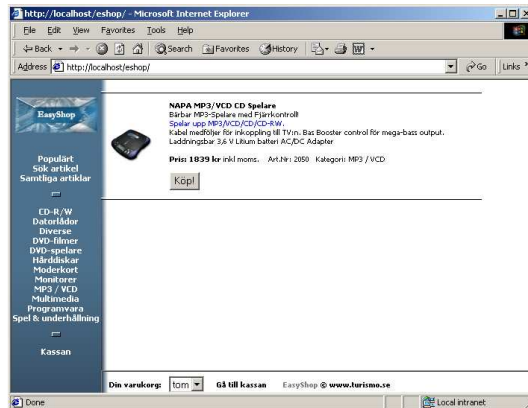 http://localhost/eshop/ - Microsoft Internet Explorer
File Edit View Favorites Tools Help
Back Search Favorites History
Address http://localhost/eshop/ Go Links
EasyShop
Populärt
Sök artikel
Samtliga artiklar
CD-R/W
Datorlådor
Diverse
DVD-filmer
DVD-spelare
Hårddiskar
Moderkort
Monitorer
MP3 / VCD
Multimedia
Programvara
Spel & underhållning
Kassan
NAPA MP3/VCD CD Spelare
Bärbar MP3-Spelare med Fjärrkontroll!
Spelar upp MP3/VCD/CD/CD-RW.
Kabel medföljer för inkoppling till TV:n. Bas Booster control för mega-bass output.
Laddningsbar 3,6 V Litium batteri AC/DC Adapter
Pris: 1839 kr inkl moms. Art.Nr: 2050 Kategori: MP3 / VCD
Köp!
Din varukorg: tom Gå till kassan EasyShop © www.turismo.se
Done Local intranet